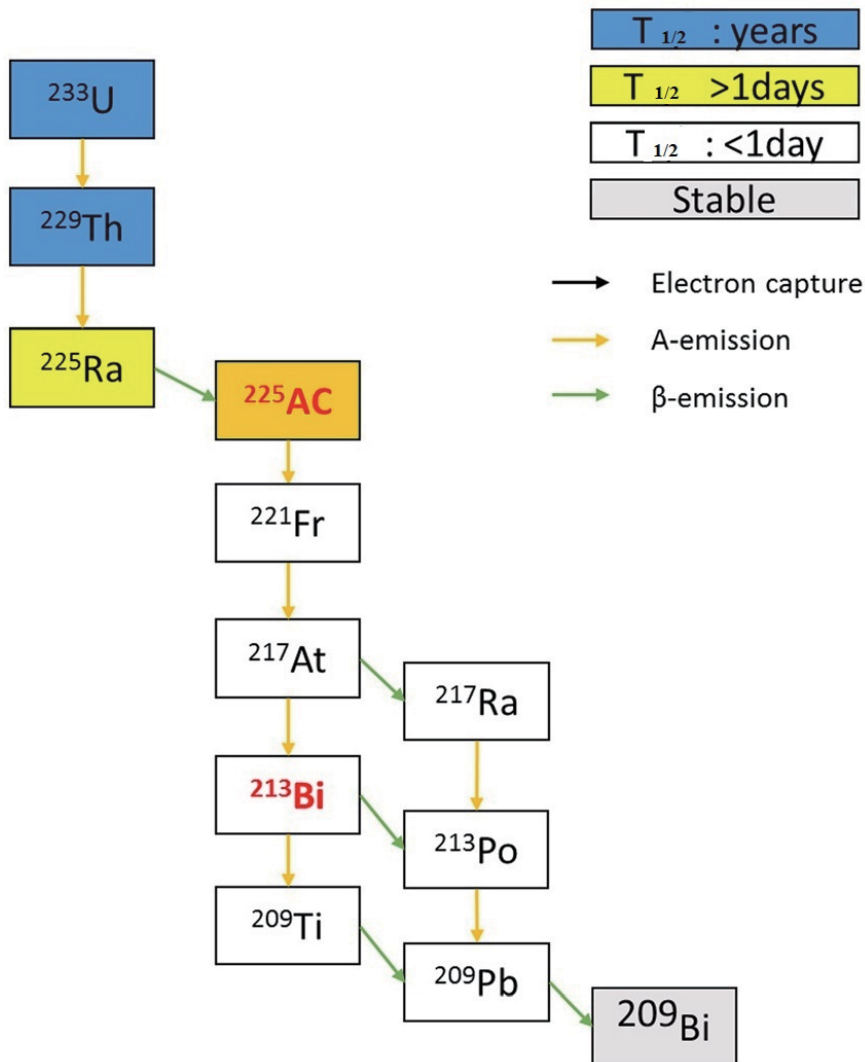 T 1/2 : years
T 1/2 >1days
T 1/2 : <1day
Stable
Electron capture
A-emission
β-emission
²³³U
²²⁹Th
²²⁵Ra
²²⁵AC
²²¹Fr
²¹⁷At
²¹⁷Ra
²¹³Bi
²¹³Po
²⁰⁹Ti
²⁰⁹Pb
²⁰⁹Bi